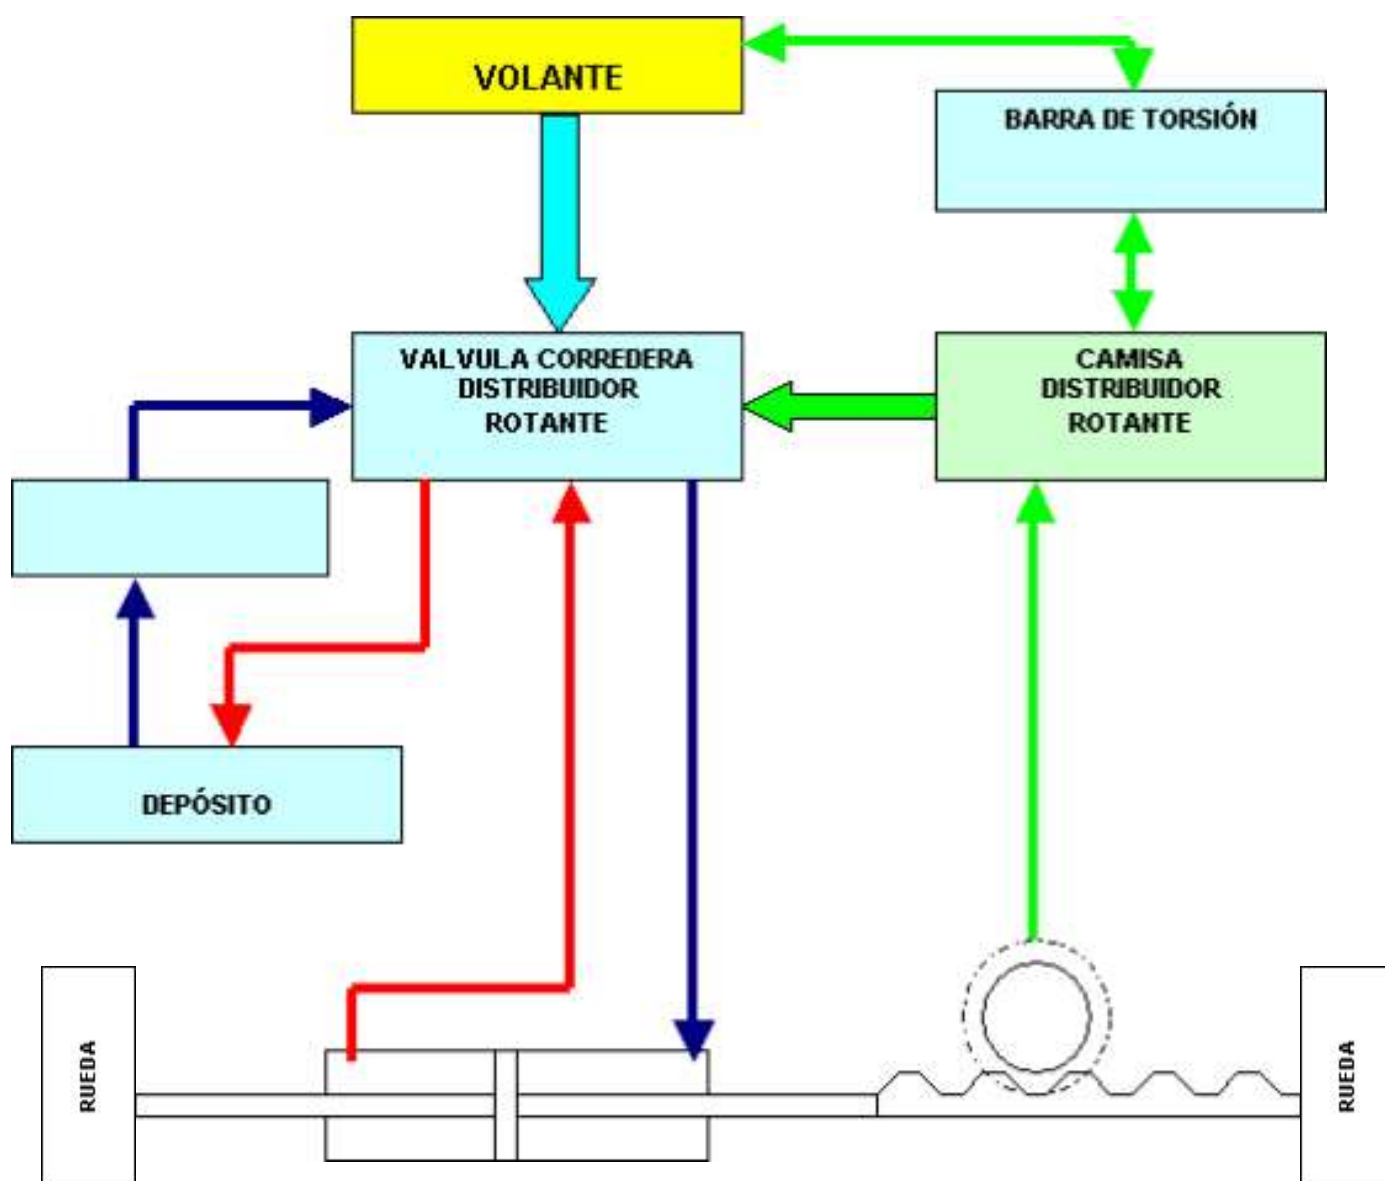 VOLANTE
BARRA DE TORSIÓN
VALVULA CORREDERA
DISTRIBUIDOR
ROTANTE
CAMISA
DISTRIBUIDOR
ROTANTE
DEPÓSITO
RUEDA
RUEDA